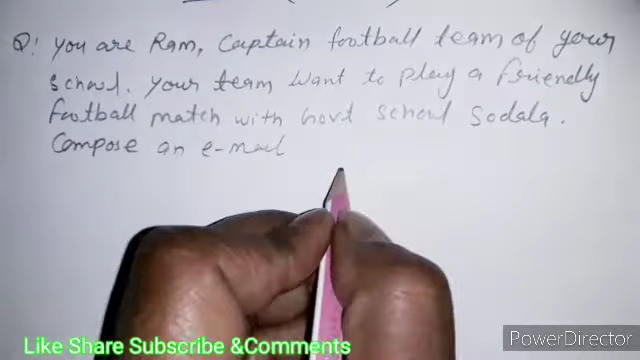 Q: you are Ram, Captain football team of your
school. your team want to play a friendly
football match with Govt school Sodala.
Compose an e-mail
Like Share Subscribe &Comments
PowerDirector